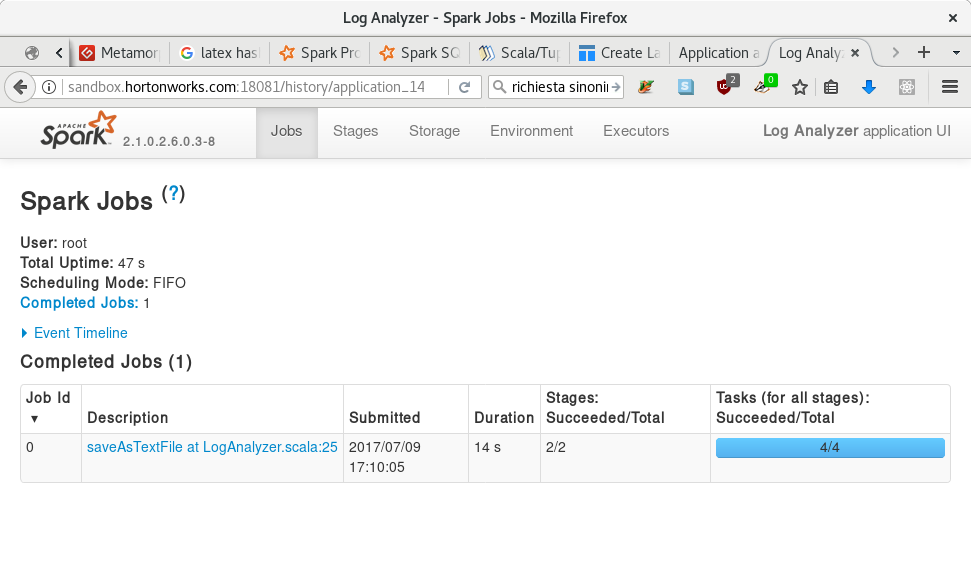 Log Analyzer - Spark Jobs - Mozilla Firefox
Metamor
latex has
Spark Pro
Spark SQ
Scala/Tup
Create La
Application a
Log Analyz
sandbox.hortonworks.com:18081/history/application_14
richiesta sinonin
2
0
APACHE
Spark
2.1.0.2.6.0.3-8
Jobs
Stages
Storage
Environment
Executors
Log Analyzer application UI
Spark Jobs (?)
User: root
Total Uptime: 47 s
Scheduling Mode: FIFO
Completed Jobs: 1
Event Timeline
Completed Jobs (1)
Job Id ▾
Description
Submitted
Duration
Stages: Succeeded/Total
Tasks (for all stages): Succeeded/Total
0
saveAsTextFile at LogAnalyzer.scala:25
2017/07/09
17:10:05
14 s
2/2
4/4